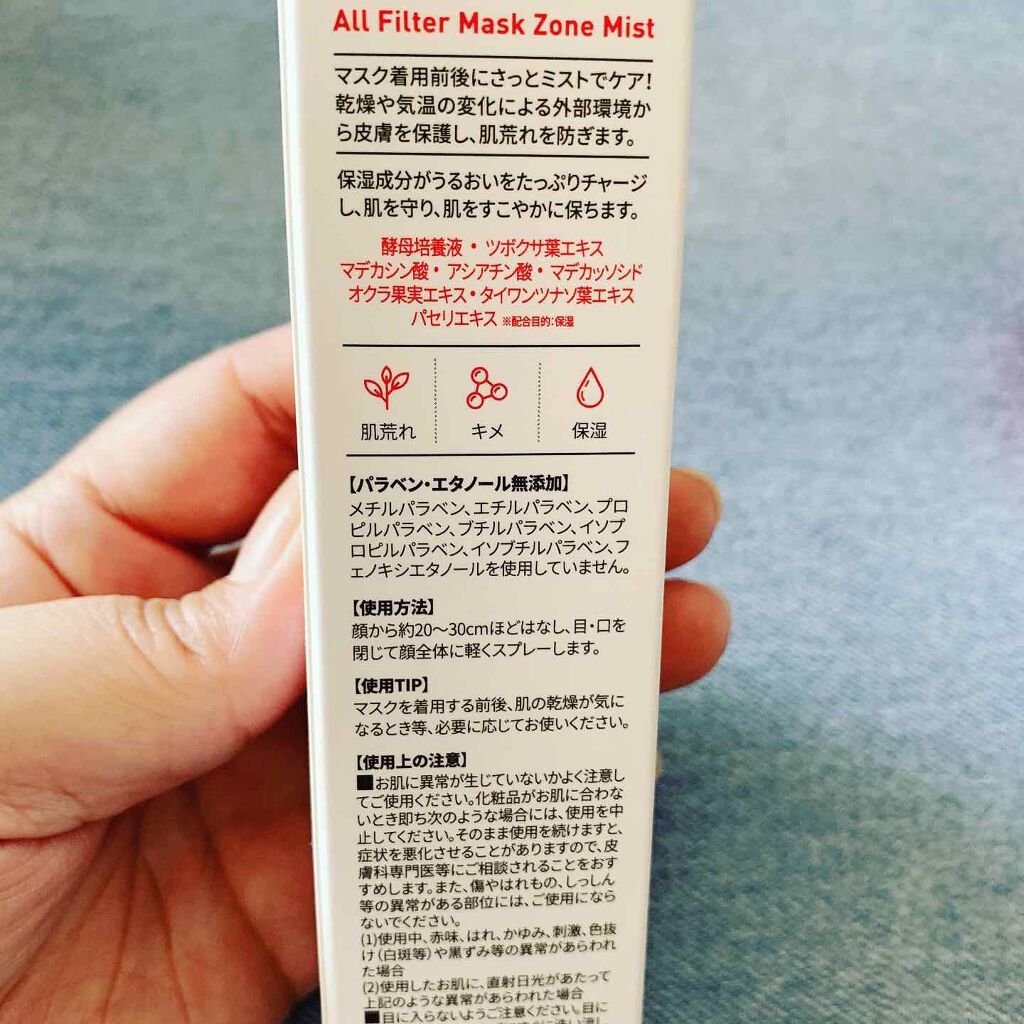 All Filter Mask Zone Mist
マスク着用前後にさっとミストでケア!
乾燥や気温の変化による外部環境か
ら皮膚を保護し、肌荒れを防ぎます。
保湿成分がうるおいをたっぷりチャージ
し、肌を守り、肌をすこやかに保ちます。
酵母培養液・ツボクサ葉エキス
マデカシン酸・アシアチン酸・マデカッソシド
オクラ果実エキス・タイワンツナソ葉エキス
パセリエキス ※配合目的:保湿
肌荒れ キメ 保湿
【パラベン・エタノール無添加】
メチルパラベン、エチルパラベン、プロ
ピルパラベン、ブチルパラベン、イソプ
ロピルパラベン、イソブチルパラベン、フ
ェノキシエタノールを使用していません。
【使用方法】
顔から約20〜30cmほどはなし、目・口を
閉じて顔全体に軽くスプレーします。
【使用TIP】
マスクを着用する前後、肌の乾燥が気に
なるとき等、必要に応じてお使いください。
【使用上の注意】
■お肌に異常が生じていないかよく注意し
てご使用ください。化粧品がお肌に合わな
いとき即ち次のような場合には、使用を中
止してください。そのまま使用を続けますと、
症状を悪化させることがありますので、皮
膚科専門医等にご相談されることをおす
すめします。また、傷やはれもの、しっしん
等の異常がある部位には、ご使用になら
ないでください。
(1)使用中、赤味、はれ、かゆみ、刺激、色抜
け(白斑等)や黒ずみ等の異常があらわれ
た場合
(2)使用したお肌に、直射日光があたって
上記のような異常があらわれた場合
■目に入らないようご注意ください。目に